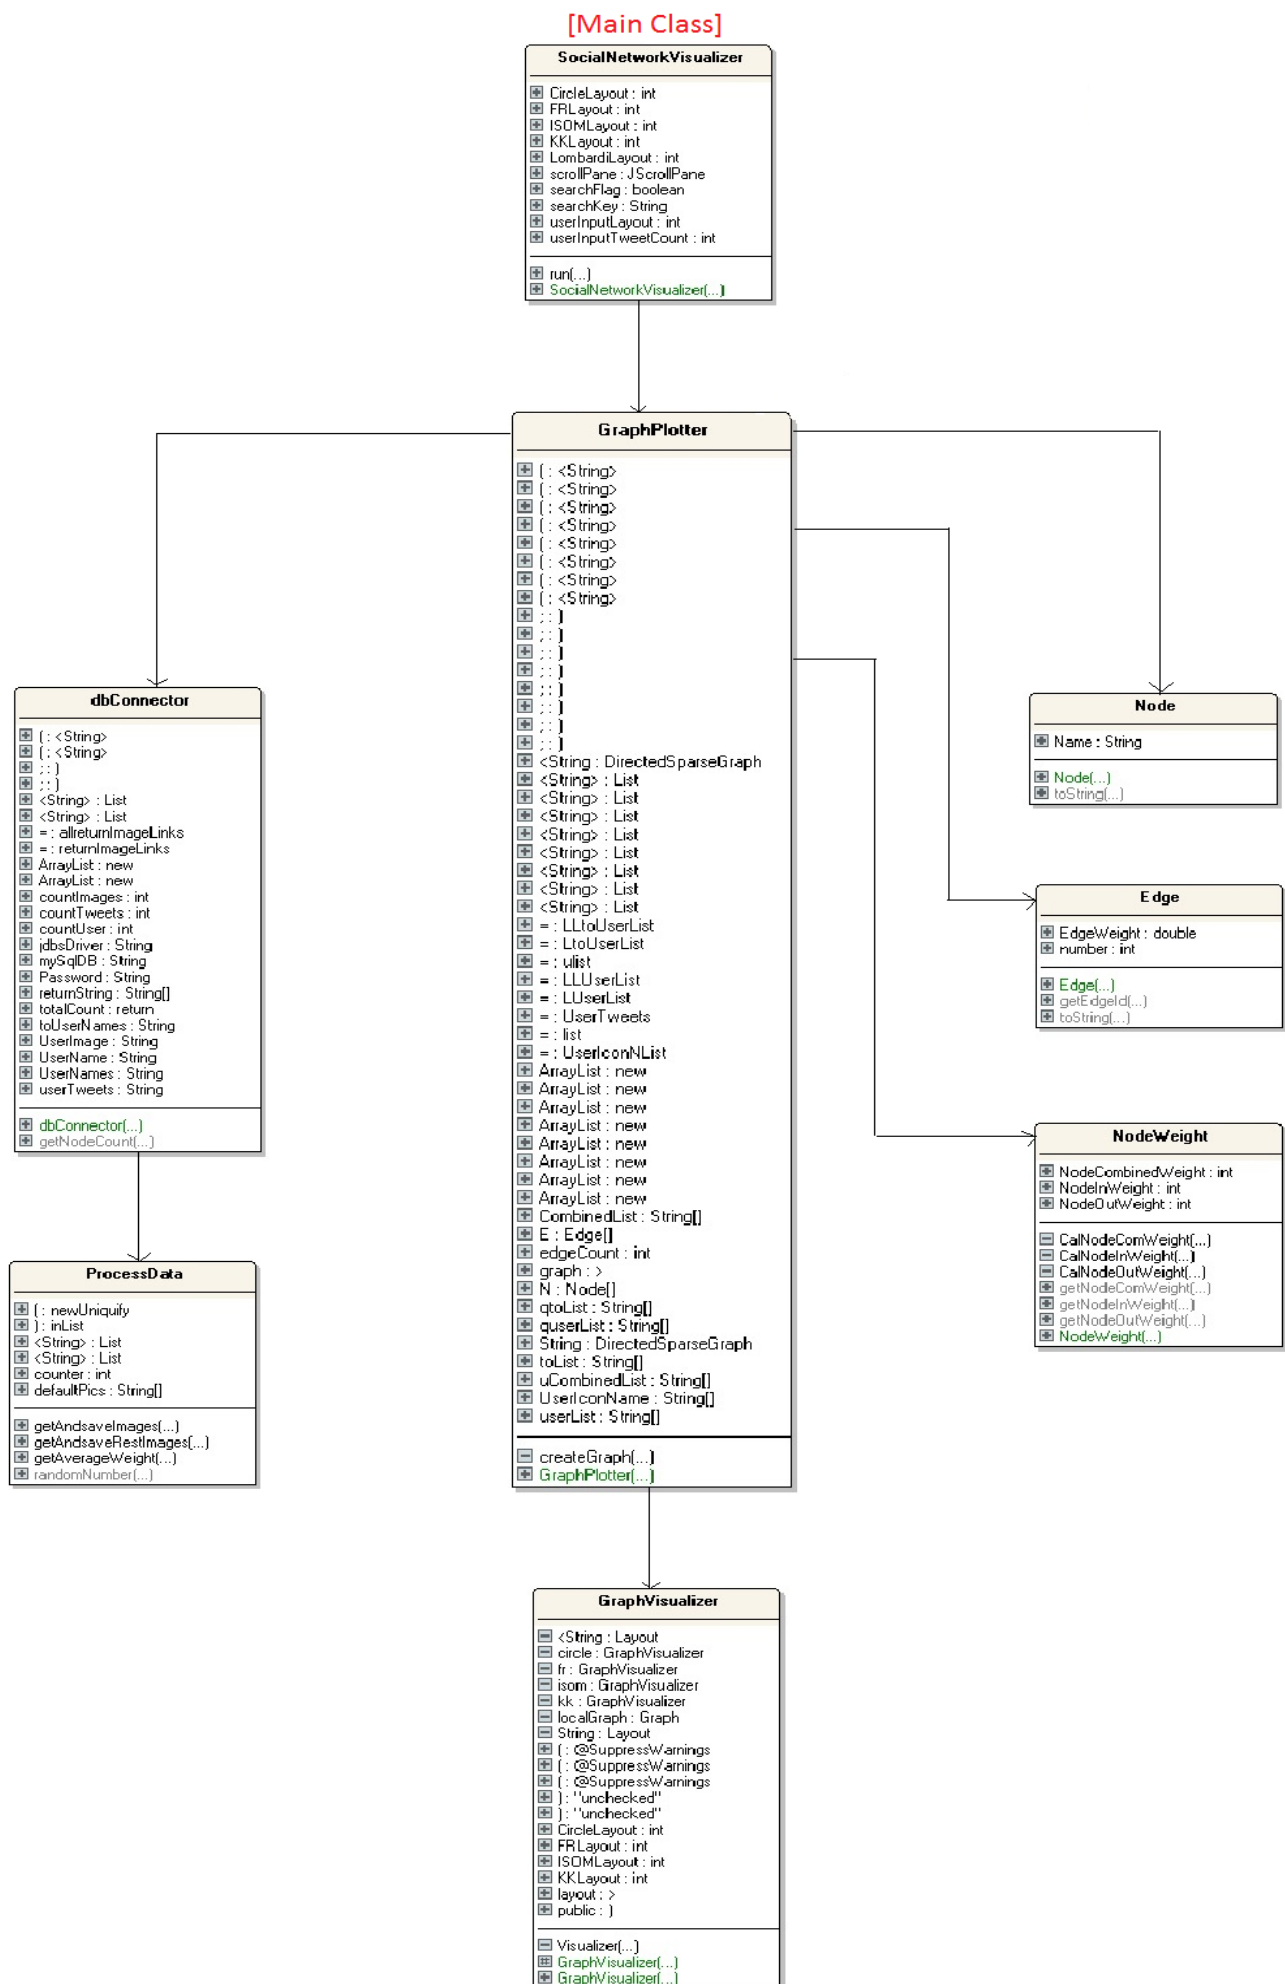 [Main Class]
SocialNetworkVisualizer
CircleLayout : int
FRLayout : int
ISOMLayout : int
KKLayout : int
LombardiLayout : int
scrollPane : JScrollPane
searchFlag : boolean
searchKey : String
userInputLayout : int
userInputTweetCount : int
run(...)
SocialNetworkVisualizer(...)
GraphPlotter
( : <String>
( : <String>
( : <String>
( : <String>
( : <String>
( : <String>
( : <String>
( : <String>
; : )
; : )
; : )
; : )
; : )
; : )
; : )
; : )
<String : DirectedSparseGraph
<String> : List
<String> : List
<String> : List
<String> : List
<String> : List
<String> : List
<String> : List
<String> : List
= : LLtoUserList
= : LtoUserList
= : ulist
= : LLUserList
= : LUserList
= : UserTweets
= : list
= : UserIconNList
ArrayList : new
ArrayList : new
ArrayList : new
ArrayList : new
ArrayList : new
ArrayList : new
ArrayList : new
ArrayList : new
CombinedList : String[]
E : Edge[]
edgeCount : int
graph : >
N : Node[]
qtoList : String[]
quserList : String[]
String : DirectedSparseGraph
toList : String[]
uCombinedList : String[]
UserIconName : String[]
userList : String[]
createGraph(...)
GraphPlotter(...)
dbConnector
( : <String>
( : <String>
; : )
; : )
<String> : List
<String> : List
= : allreturnImageLinks
= : returnImageLinks
ArrayList : new
ArrayList : new
countImages : int
countTweets : int
countUser : int
jdbsDriver : String
mySqlDB : String
Password : String
returnString : String[]
totalCount : return
toUserNames : String
UserImage : String
UserName : String
UserNames : String
userTweets : String
dbConnector(...)
getNodeCount(...)
ProcessData
( : newUniquify
) : inList
<String> : List
<String> : List
counter : int
defaultPics : String[]
getAndsaveImages(...)
getAndsaveRestImages(...)
getAverageWeight(...)
randomNumber(...)
Node
Name : String
Node(...)
toString(...)
Edge
EdgeWeight : double
number : int
Edge(...)
getEdgeId(...)
toString(...)
NodeWeight
NodeCombinedWeight : int
NodeInWeight : int
NodeOutWeight : int
CalNodeComWeight(...)
CalNodeInWeight(...)
CalNodeOutWeight(...)
getNodeComWeight(...)
getNodeInWeight(...)
getNodeOutWeight(...)
NodeWeight(...)
GraphVisualizer
<String : Layout
circle : GraphVisualizer
fr : GraphVisualizer
isom : GraphVisualizer
kk : GraphVisualizer
localGraph : Graph
String : Layout
( : @SuppressWarnings
( : @SuppressWarnings
( : @SuppressWarnings
) : "unchecked"
) : "unchecked"
CircleLayout : int
FRLayout : int
ISOMLayout : int
KKLayout : int
layout : >
public : )
Visualizer(...)
GraphVisualizer(...)
GraphVisualizer(...)